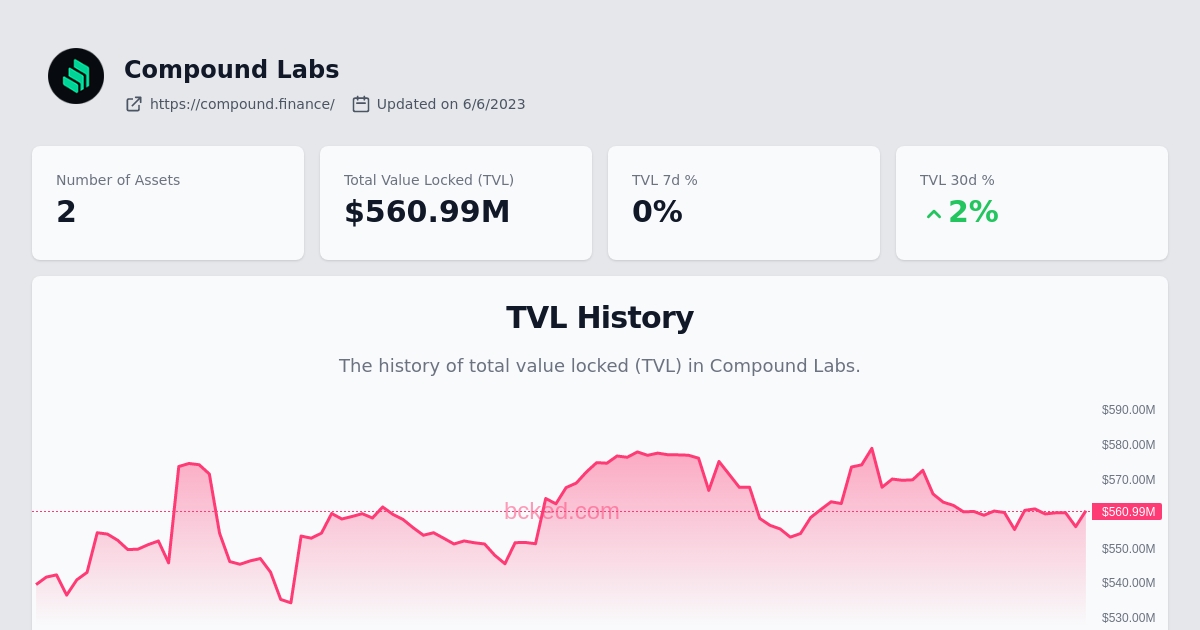 Compound Labs
https://compound.finance/ Updated on 6/6/2023
Number of Assets
2
Total Value Locked (TVL)
$560.99M
TVL 7d %
0%
TVL 30d %
2%
TVL History
The history of total value locked (TVL) in Compound Labs.
bcked.com
$590.00M
$580.00M
$570.00M
$560.99M
$550.00M
$540.00M
$530.00M